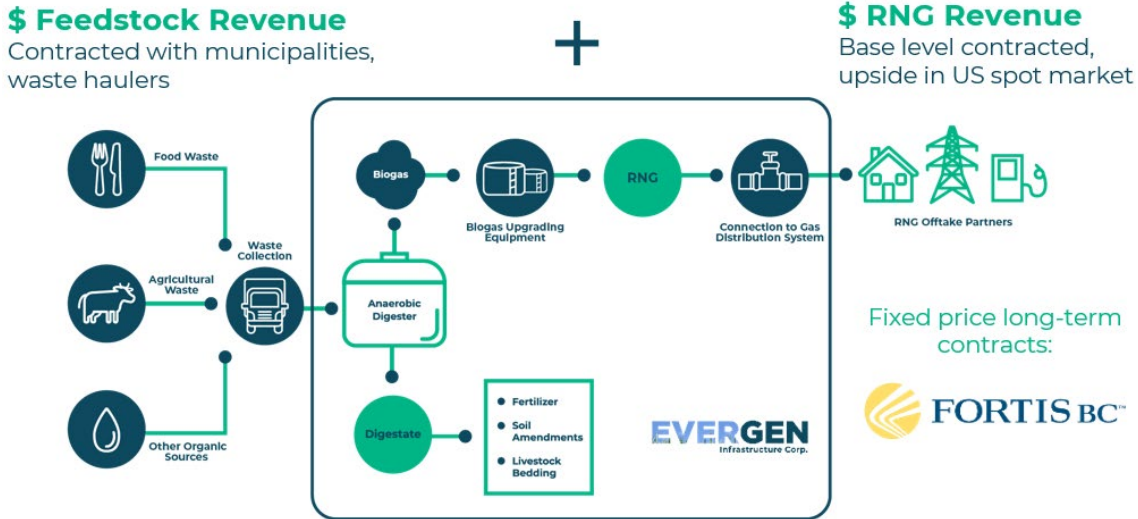 $ Feedstock Revenue
Contracted with municipalities,
waste haulers
+
$ RNG Revenue
Base level contracted,
upside in US spot market
Food Waste
Agricultural
Waste
Other Organic
Sources
Waste
Collection
Biogas
Biogas Upgrading
Equipment
RNG
Connection to Gas
Distribution System
RNG Offtake Partners
Anaerobic
Digester
Digestate
Fertilizer
Soil
Amendments
Livestock
Bedding
EVERGEN
Infrastructure Corp.
Fixed price long-term
contracts:
FORTIS BC™